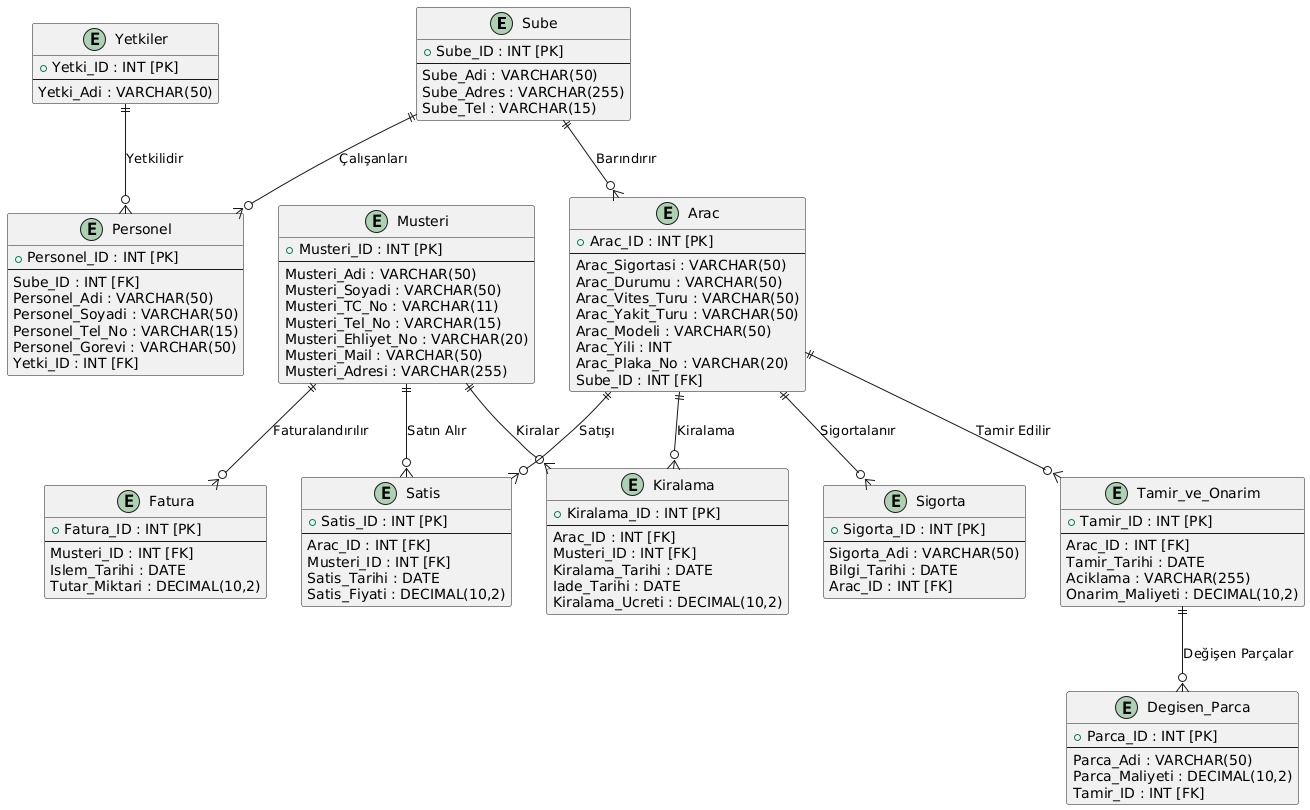 E Yetkiler
Yetki_ID : INT [PK]
Yetki_Adi : VARCHAR(50)
E Sube
Sube_ID : INT [PK]
Sube_Adi : VARCHAR(50)
Sube_Adres : VARCHAR(255)
Sube_Tel : VARCHAR(15)
Yetkilidir
Çalışanları
Barındırır
E Personel
Personel_ID : INT [PK]
Sube_ID : INT [FK]
Personel_Adi : VARCHAR(50)
Personel_Soyadi : VARCHAR(50)
Personel_Tel_No : VARCHAR(15)
Personel_Gorevi : VARCHAR(50)
Yetki_ID : INT [FK]
E Musteri
Musteri_ID : INT [PK]
Musteri_Adi : VARCHAR(50)
Musteri_Soyadi : VARCHAR(50)
Musteri_TC_No : VARCHAR(11)
Musteri_Tel_No : VARCHAR(15)
Musteri_Ehliyet_No : VARCHAR(20)
Musteri_Mail : VARCHAR(50)
Musteri_Adresi : VARCHAR(255)
E Arac
Arac_ID : INT [PK]
Arac_Sigortasi : VARCHAR(50)
Arac_Durumu : VARCHAR(50)
Arac_Vites_Turu : VARCHAR(50)
Arac_Yakit_Turu : VARCHAR(50)
Arac_Modeli : VARCHAR(50)
Arac_Yili : INT
Arac_Plaka_No : VARCHAR(20)
Sube_ID : INT [FK]
Faturalandırılır
Satın Alır
Kiralar
Satışı
Kiralama
Sigortalanır
Tamir Edilir
E Fatura
Fatura_ID : INT [PK]
Musteri_ID : INT [FK]
Islem_Tarihi : DATE
Tutar_Miktari : DECIMAL(10,2)
E Satis
Satis_ID : INT [PK]
Arac_ID : INT [FK]
Musteri_ID : INT [FK]
Satis_Tarihi : DATE
Satis_Fiyati : DECIMAL(10,2)
E Kiralama
Kiralama_ID : INT [PK]
Arac_ID : INT [FK]
Musteri_ID : INT [FK]
Kiralama_Tarihi : DATE
Iade_Tarihi : DATE
Kiralama_Ucreti : DECIMAL(10,2)
E Sigorta
Sigorta_ID : INT [PK]
Sigorta_Adi : VARCHAR(50)
Bilgi_Tarihi : DATE
Arac_ID : INT [FK]
E Tamir_ve_Onarim
Tamir_ID : INT [PK]
Arac_ID : INT [FK]
Tamir_Tarihi : DATE
Aciklama : VARCHAR(255)
Onarim_Maliyeti : DECIMAL(10,2)
Değişen Parçalar
E Degisen_Parca
Parca_ID : INT [PK]
Parca_Adi : VARCHAR(50)
Parca_Maliyeti : DECIMAL(10,2)
Tamir_ID : INT [FK]